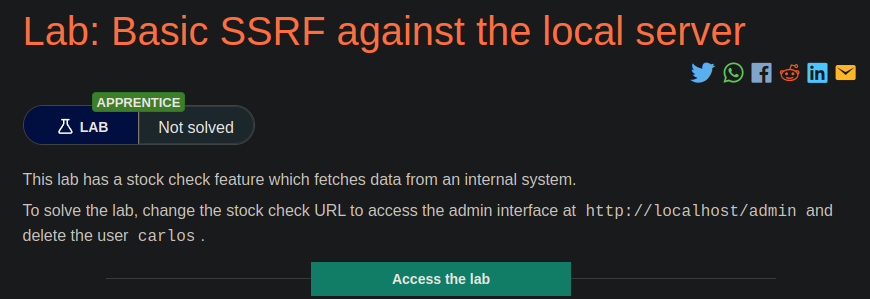 Lab: Basic SSRF against the local server
APPRENTICE
LAB Not solved
This lab has a stock check feature which fetches data from an internal system.
To solve the lab, change the stock check URL to access the admin interface at http://localhost/admin and
delete the user carlos .
Access the lab